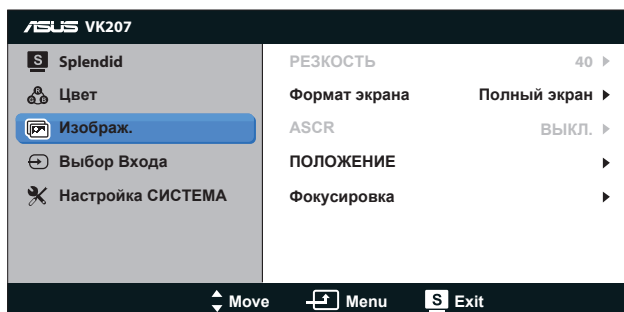 ASUS VK207
S Splendid
Цвет
Изображ.
Выбор Входа
Настройка СИСТЕМА
РЕЗКОСТЬ 40
Формат экрана Полный экран
ASCR ВЫКЛ.
ПОЛОЖЕНИЕ
Фокусировка
Move Menu S Exit